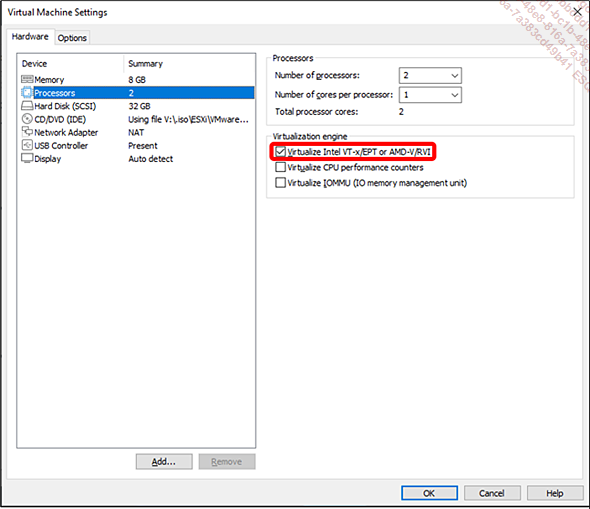 Virtual Machine Settings
Hardware Options
Device Summary
Memory 8 GB
Processors 2
Hard Disk (SCSI) 32 GB
CD/DVD (IDE) Using file V:\.iso\ESXi\VMware...
Network Adapter NAT
USB Controller Present
Display Auto detect
Add... Remove
Processors
Number of processors: 2
Number of cores per processor: 1
Total processor cores: 2
Virtualization engine
Virtualize Intel VT-x/EPT or AMD-V/RVI
Virtualize CPU performance counters
Virtualize IOMMU (IO memory management unit)
OK Cancel Help